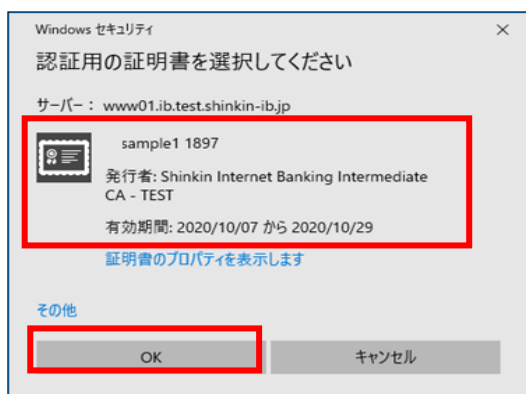 Windows セキュリティ
認証用の証明書を選択してください
サーバー： www01.ib.test.shinkin-ib.jp
sample1 1897
発行者: Shinkin Internet Banking Intermediate
CA - TEST
有効期間: 2020/10/07 から 2020/10/29
証明書のプロパティを表示します
その他
OK
キャンセル